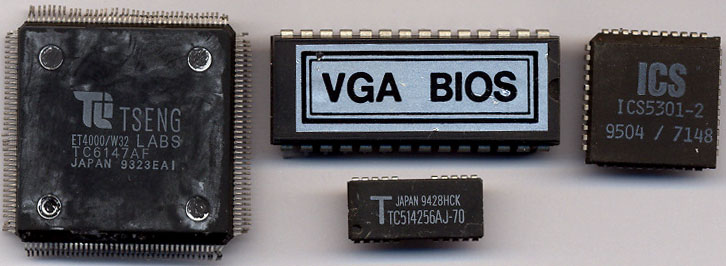 TSENG
ET4000/W32 LABS
TC6147AF
JAPAN 9323EAI
VGA BIOS
ICS
ICS5301-2
9504 / 7148
T JAPAN 9428HCK
TC514256AJ-70